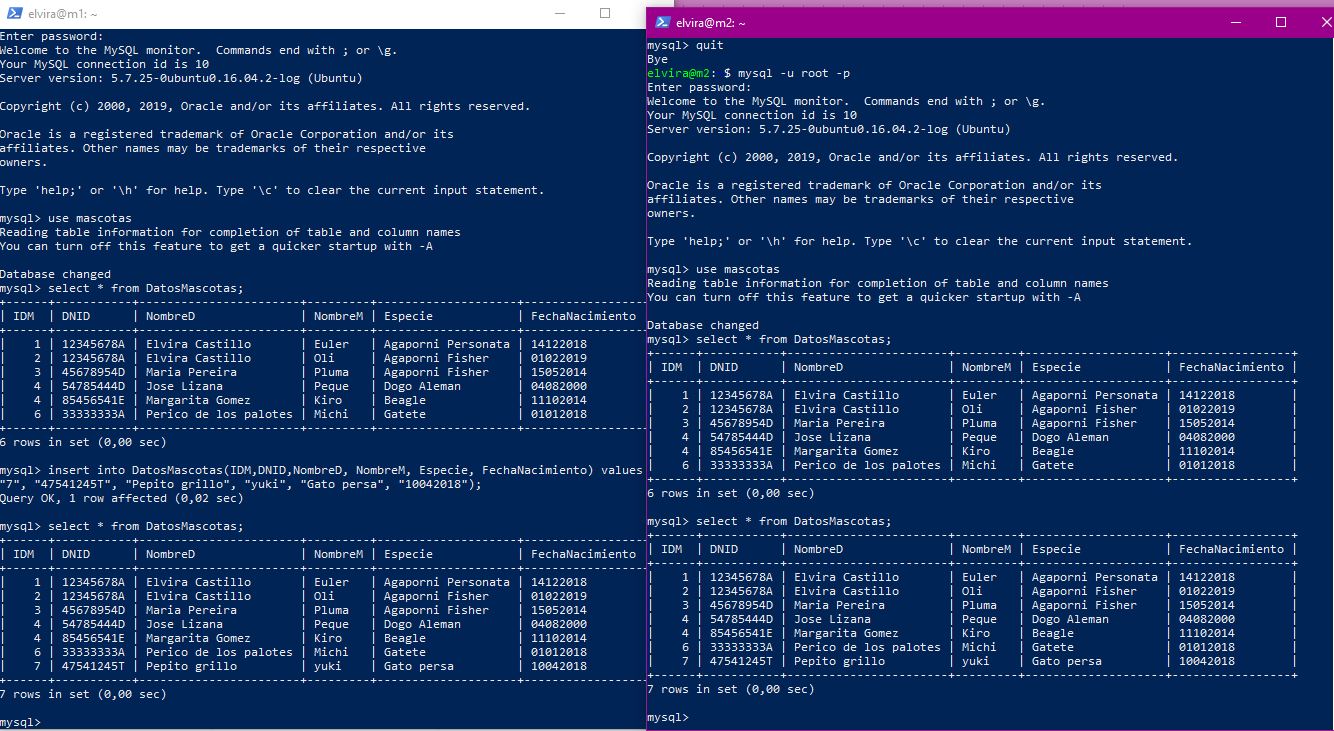 elvira@m1: ~
Enter password:
Welcome to the MySQL monitor.  Commands end with ; or \g.
Your MySQL connection id is 10
Server version: 5.7.25-0ubuntu0.16.04.2-log (Ubuntu)
Copyright (c) 2000, 2019, Oracle and/or its affiliates. All rights reserved.
Oracle is a registered trademark of Oracle Corporation and/or its
affiliates. Other names may be trademarks of their respective
owners.
Type 'help;' or '\h' for help. Type '\c' to clear the current input statement.
mysql> use mascotas
Reading table information for completion of table and column names
You can turn off this feature to get a quicker startup with -A
Database changed
mysql> select * from DatosMascotas;
| IDM | DNID | NombreD | NombreM | Especie | FechaNacimiento
| 1 | 12345678A | Elvira Castillo | Euler | Agaporni Personata | 14122018
| 2 | 12345678A | Elvira Castillo | Oli | Agaporni Fisher | 01022019
| 3 | 45678954D | Maria Pereira | Pluma | Agaporni Fisher | 15052014
| 4 | 54785444D | Jose Lizana | Peque | Dogo Aleman | 04082000
| 4 | 85456541E | Margarita Gomez | Kiro | Beagle | 11102014
| 6 | 33333333A | Perico de los palotes | Michi | Gatete | 01012018
6 rows in set (0,00 sec)
mysql> insert into DatosMascotas(IDM,DNID,NombreD, NombreM, Especie, FechaNacimiento) values
"7", "47541245T", "Pepito grillo", "yuki", "Gato persa", "10042018");
Query OK, 1 row affected (0,02 sec)
mysql> select * from DatosMascotas;
| IDM | DNID | NombreD | NombreM | Especie | FechaNacimiento
| 1 | 12345678A | Elvira Castillo | Euler | Agaporni Personata | 14122018
| 2 | 12345678A | Elvira Castillo | Oli | Agaporni Fisher | 01022019
| 3 | 45678954D | Maria Pereira | Pluma | Agaporni Fisher | 15052014
| 4 | 54785444D | Jose Lizana | Peque | Dogo Aleman | 04082000
| 4 | 85456541E | Margarita Gomez | Kiro | Beagle | 11102014
| 6 | 33333333A | Perico de los palotes | Michi | Gatete | 01012018
| 7 | 47541245T | Pepito grillo | yuki | Gato persa | 10042018
7 rows in set (0,00 sec)
mysql>
elvira@m2: ~
mysql> quit
Bye
elvira@m2: $ mysql -u root -p
Enter password:
Welcome to the MySQL monitor.  Commands end with ; or \g.
Your MySQL connection id is 10
Server version: 5.7.25-0ubuntu0.16.04.2-log (Ubuntu)
Copyright (c) 2000, 2019, Oracle and/or its affiliates. All rights reserved.
Oracle is a registered trademark of Oracle Corporation and/or its
affiliates. Other names may be trademarks of their respective
owners.
Type 'help;' or '\h' for help. Type '\c' to clear the current input statement.
mysql> use mascotas
Reading table information for completion of table and column names
You can turn off this feature to get a quicker startup with -A
Database changed
mysql> select * from DatosMascotas;
| IDM | DNID | NombreD | NombreM | Especie | FechaNacimiento |
| 1 | 12345678A | Elvira Castillo | Euler | Agaporni Personata | 14122018 |
| 2 | 12345678A | Elvira Castillo | Oli | Agaporni Fisher | 01022019 |
| 3 | 45678954D | Maria Pereira | Pluma | Agaporni Fisher | 15052014 |
| 4 | 54785444D | Jose Lizana | Peque | Dogo Aleman | 04082000 |
| 4 | 85456541E | Margarita Gomez | Kiro | Beagle | 11102014 |
| 6 | 33333333A | Perico de los palotes | Michi | Gatete | 01012018 |
6 rows in set (0,00 sec)
mysql> select * from DatosMascotas;
| IDM | DNID | NombreD | NombreM | Especie | FechaNacimiento |
| 1 | 12345678A | Elvira Castillo | Euler | Agaporni Personata | 14122018 |
| 2 | 12345678A | Elvira Castillo | Oli | Agaporni Fisher | 01022019 |
| 3 | 45678954D | Maria Pereira | Pluma | Agaporni Fisher | 15052014 |
| 4 | 54785444D | Jose Lizana | Peque | Dogo Aleman | 04082000 |
| 4 | 85456541E | Margarita Gomez | Kiro | Beagle | 11102014 |
| 6 | 33333333A | Perico de los palotes | Michi | Gatete | 01012018 |
| 7 | 47541245T | Pepito grillo | yuki | Gato persa | 10042018 |
7 rows in set (0,00 sec)
mysql>